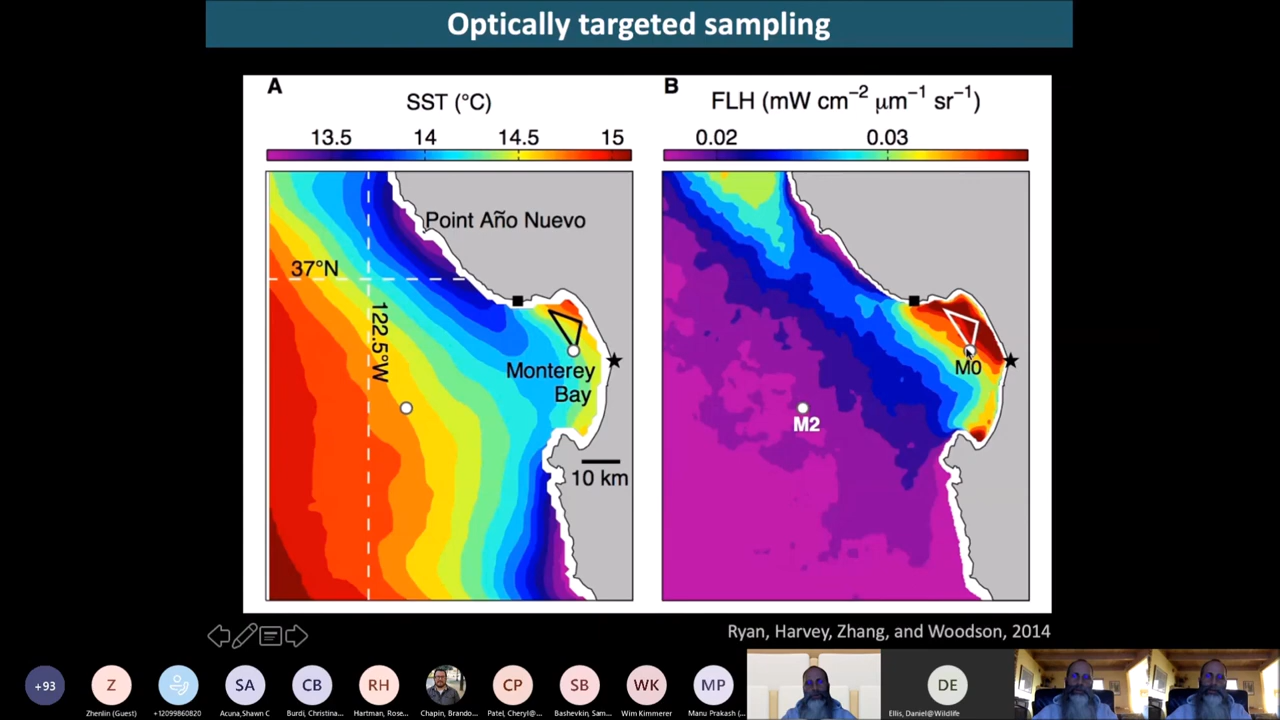 Optically targeted sampling
A
SST (°C)
13.5 14 14.5 15
Point Año Nuevo
37°N
122.5°W
Monterey
Bay
10 km
B
FLH (mW cm−2 μm−1 sr−1)
0.02 0.03
M0
M2
Ryan, Harvey, Zhang, and Woodson, 2014
+93
Z
SA
CB
RH
CP
SB
WK
MP
DE
Zhenlin (Guest)
+12099860820
Acuna,Shawn C
Burdi, Christina...
Hartman, Rose...
Chapin, Brando...
Patel, Cheryl@...
Bashevkin, Sam...
Wim Kimmerer
Manu Prakash (...
Ellis, Daniel@Wildlife